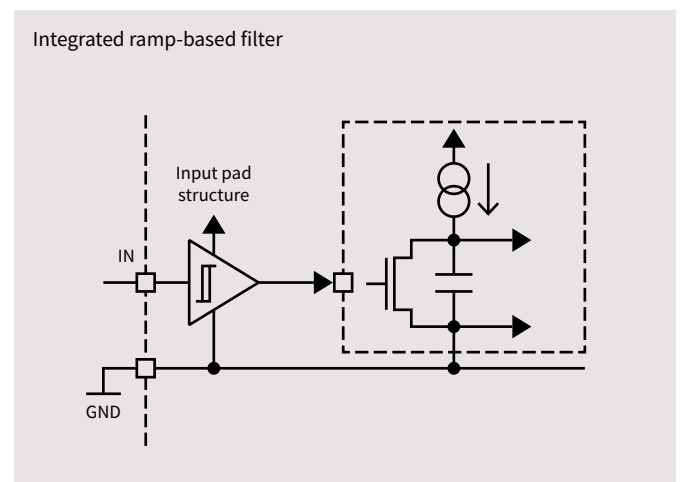 Integrated ramp-based filter
Input pad
structure
IN
GND